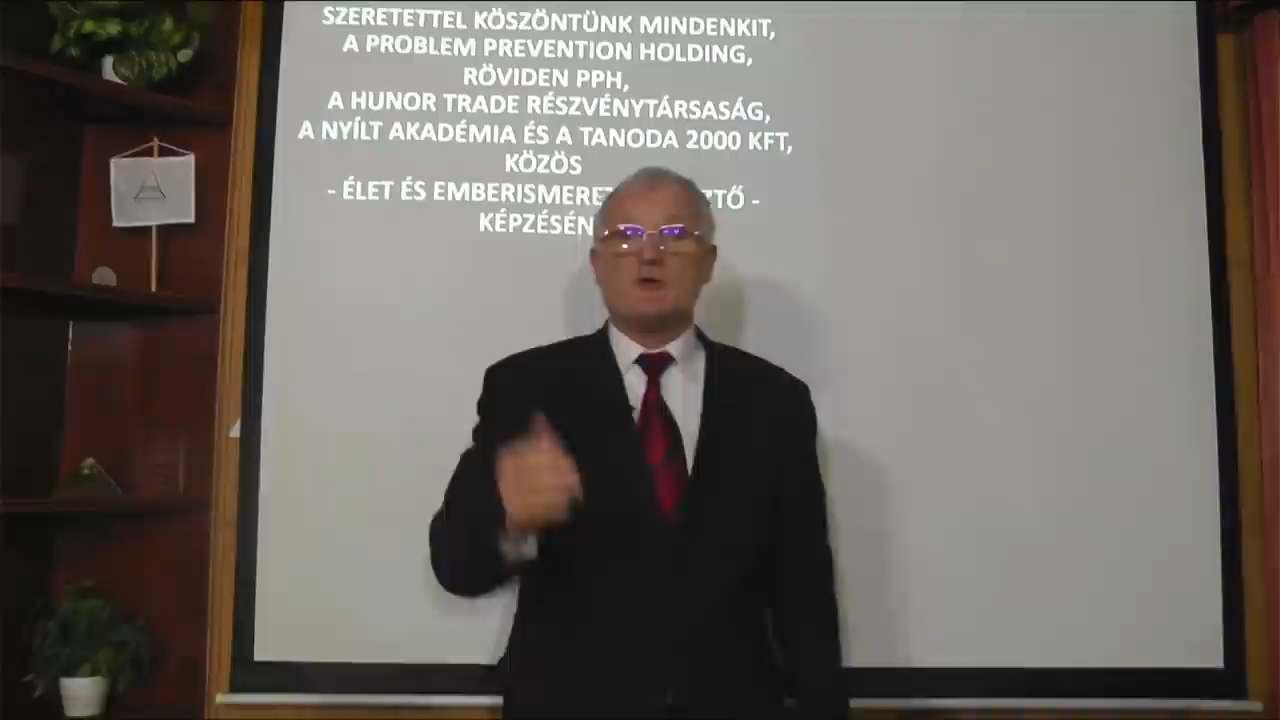 SZERETETTEL KÖSZÖNTÜNK MINDENKIT,
A PROBLEM PREVENTION HOLDING,
RÖVIDEN PPH,
A HUNOR TRADE RÉSZVÉNYTÁRSASÁG,
A NYÍLT AKADÉMIA ÉS A TANODA 2000 KFT,
KÖZÖS
- ÉLET ÉS -